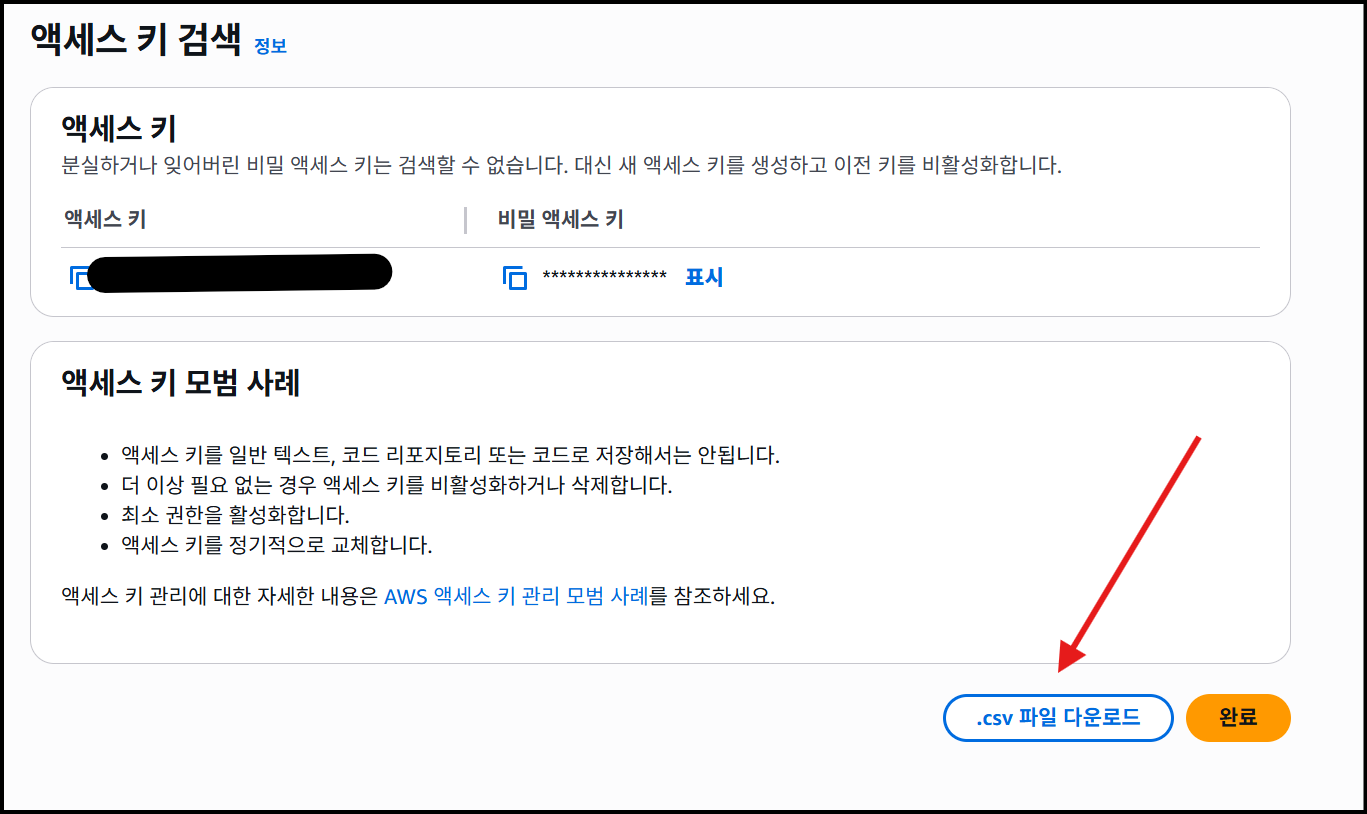 액세스 키 검색 정보
액세스 키
분실하거나 잊어버린 비밀 액세스 키는 검색할 수 없습니다. 대신 새 액세스 키를 생성하고 이전 키를 비활성화합니다.
액세스 키 비밀 액세스 키
*************** 표시
액세스 키 모범 사례
• 액세스 키를 일반 텍스트, 코드 리포지토리 또는 코드로 저장해서는 안됩니다.
• 더 이상 필요 없는 경우 액세스 키를 비활성화하거나 삭제합니다.
• 최소 권한을 활성화합니다.
• 액세스 키를 정기적으로 교체합니다.
액세스 키 관리에 대한 자세한 내용은 AWS 액세스 키 관리 모범 사례를 참조하세요.
.csv 파일 다운로드 완료